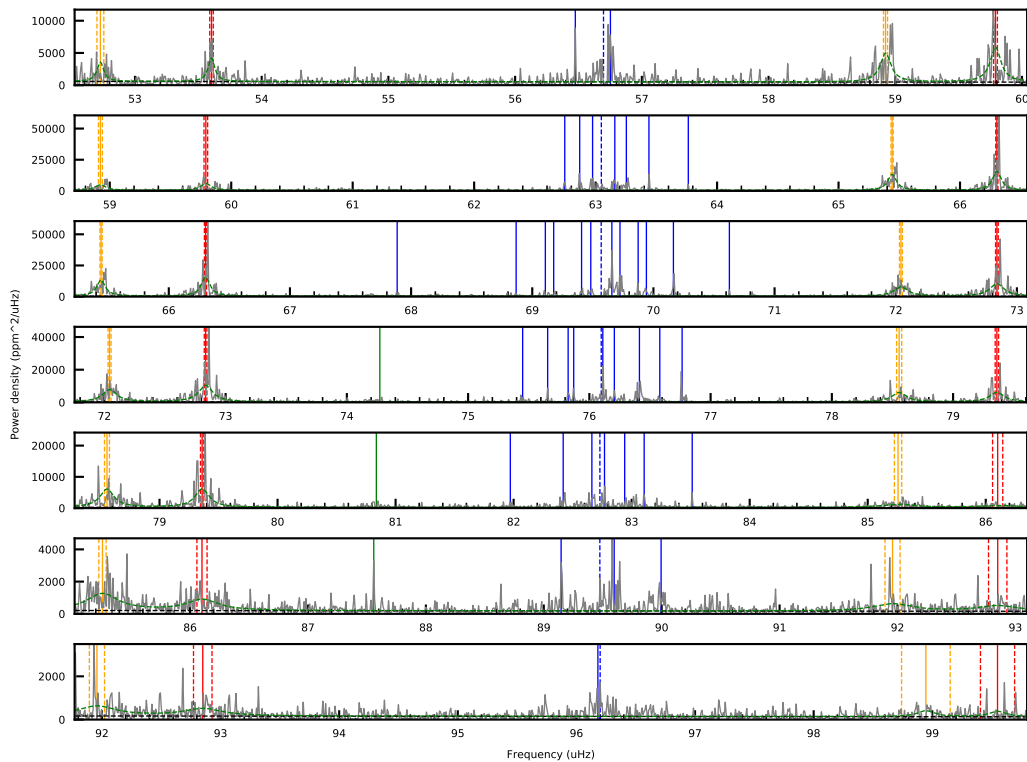 10000
5000
0
53 54 55 56 57 58 59 60
50000
25000
0
59 60 61 62 63 64 65 66
50000
25000
0
66 67 68 69 70 71 72 73
40000
20000
0
72 73 74 75 76 77 78 79
20000
10000
0
79 80 81 82 83 84 85 86
4000
2000
0
86 87 88 89 90 91 92 93
2000
0
92 93 94 95 96 97 98 99
Power density (ppm^2/uHz)
Frequency (uHz)